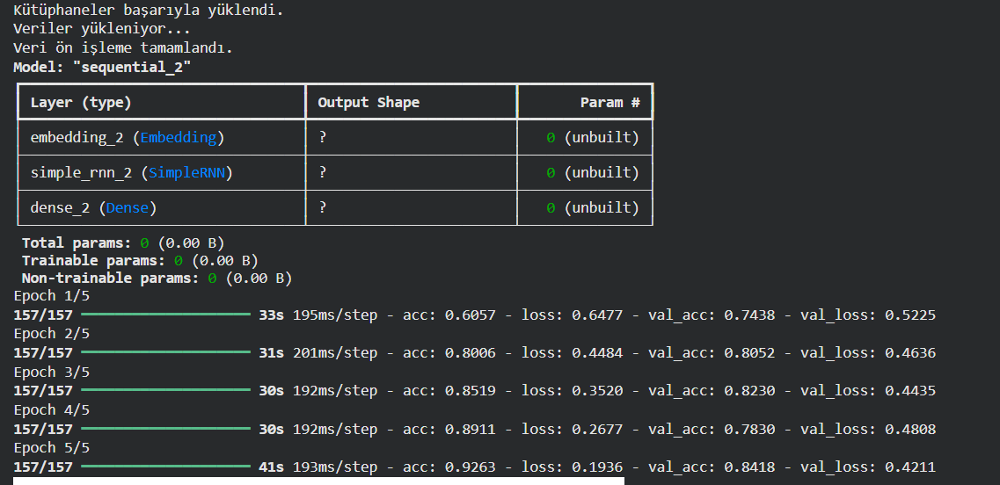 Kütüphaneler başarıyla yüklendi.
Veriler yükleniyor...
Veri ön işleme tamamlandı.
Model: "sequential_2"
Layer (type) Output Shape Param #
embedding_2 (Embedding) ? 0 (unbuilt)
simple_rnn_2 (SimpleRNN) ? 0 (unbuilt)
dense_2 (Dense) ? 0 (unbuilt)
Total params: 0 (0.00 B)
Trainable params: 0 (0.00 B)
Non-trainable params: 0 (0.00 B)
Epoch 1/5
157/157 33s 195ms/step - acc: 0.6057 - loss: 0.6477 - val_acc: 0.7438 - val_loss: 0.5225
Epoch 2/5
157/157 31s 201ms/step - acc: 0.8006 - loss: 0.4484 - val_acc: 0.8052 - val_loss: 0.4636
Epoch 3/5
157/157 30s 192ms/step - acc: 0.8519 - loss: 0.3520 - val_acc: 0.8230 - val_loss: 0.4435
Epoch 4/5
157/157 30s 192ms/step - acc: 0.8911 - loss: 0.2677 - val_acc: 0.7830 - val_loss: 0.4808
Epoch 5/5
157/157 41s 193ms/step - acc: 0.9263 - loss: 0.1936 - val_acc: 0.8418 - val_loss: 0.4211